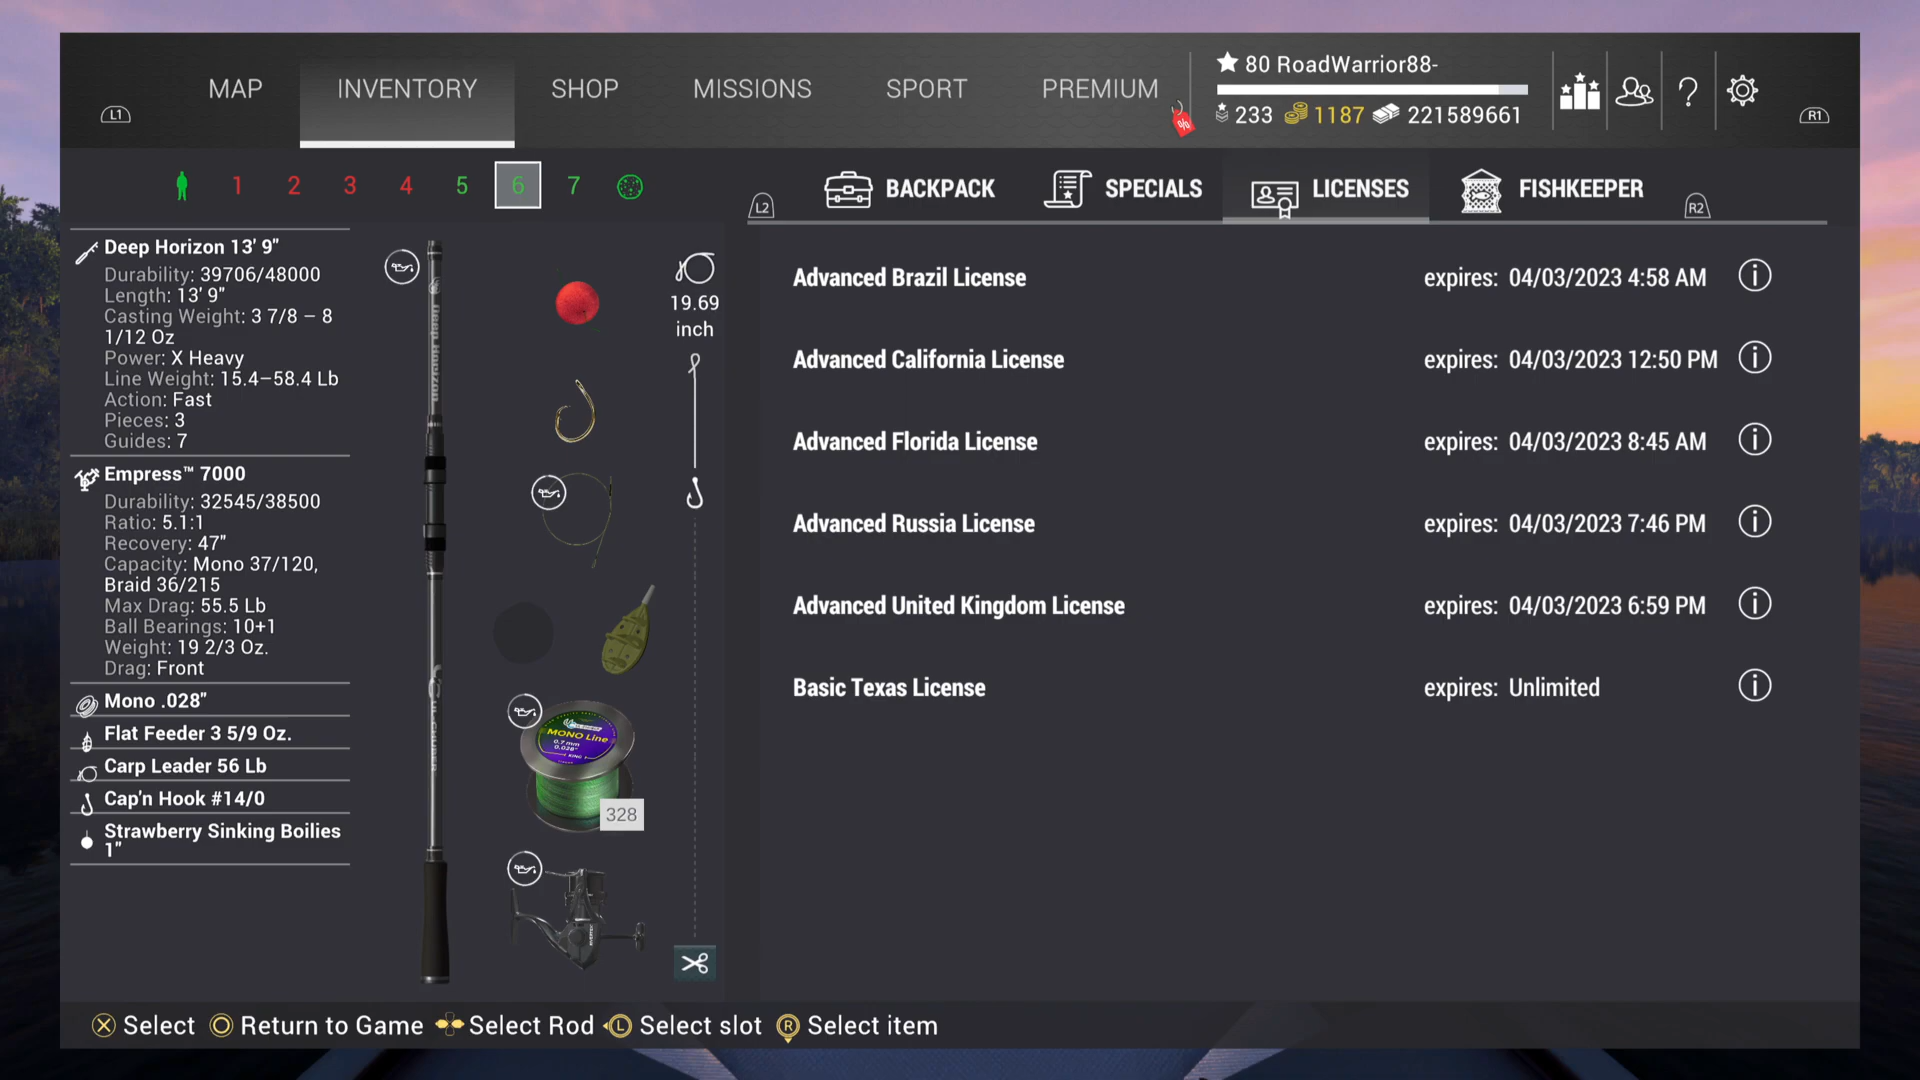 L1
MAP
INVENTORY
SHOP
MISSIONS
SPORT
PREMIUM
%
80 RoadWarrior88-
233 1187 221589661
?
R1
1 2 3 4 5 6 7
L2
BACKPACK
SPECIALS
LICENSES
FISHKEEPER
R2
Deep Horizon 13' 9"
Durability: 39706/48000
Length: 13' 9"
Casting Weight: 3 7/8 – 8
1/12 Oz
Power: X Heavy
Line Weight: 15.4–58.4 Lb
Action: Fast
Pieces: 3
Guides: 7
Empress™ 7000
Durability: 32545/38500
Ratio: 5.1:1
Recovery: 47"
Capacity: Mono 37/120,
Braid 36/215
Max Drag: 55.5 Lb
Ball Bearings: 10+1
Weight: 19 2/3 Oz.
Drag: Front
Mono .028"
Flat Feeder 3 5/9 Oz.
Carp Leader 56 Lb
Cap'n Hook #14/0
Strawberry Sinking Boilies
1"
Deep Horizon
19.69
inch
MONO Line
0.7 mm
0.028"
328
Advanced Brazil License expires: 04/03/2023 4:58 AM
Advanced California License expires: 04/03/2023 12:50 PM
Advanced Florida License expires: 04/03/2023 8:45 AM
Advanced Russia License expires: 04/03/2023 7:46 PM
Advanced United Kingdom License expires: 04/03/2023 6:59 PM
Basic Texas License expires: Unlimited
Select Return to Game Select Rod L Select slot R Select item